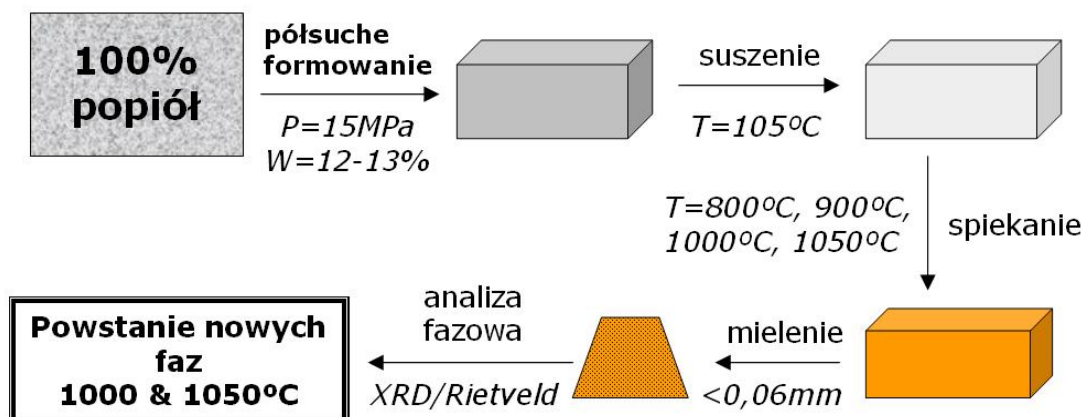 100%
popiół
półsuche
formowanie
P=15MPa
W=12-13%
suszenie
T=105ºC
T=800ºC, 900ºC,
1000ºC, 1050ºC
spiekanie
mielenie
<0,06mm
analiza
fazowa
XRD/Rietveld
Powstanie nowych
faz
1000 & 1050ºC